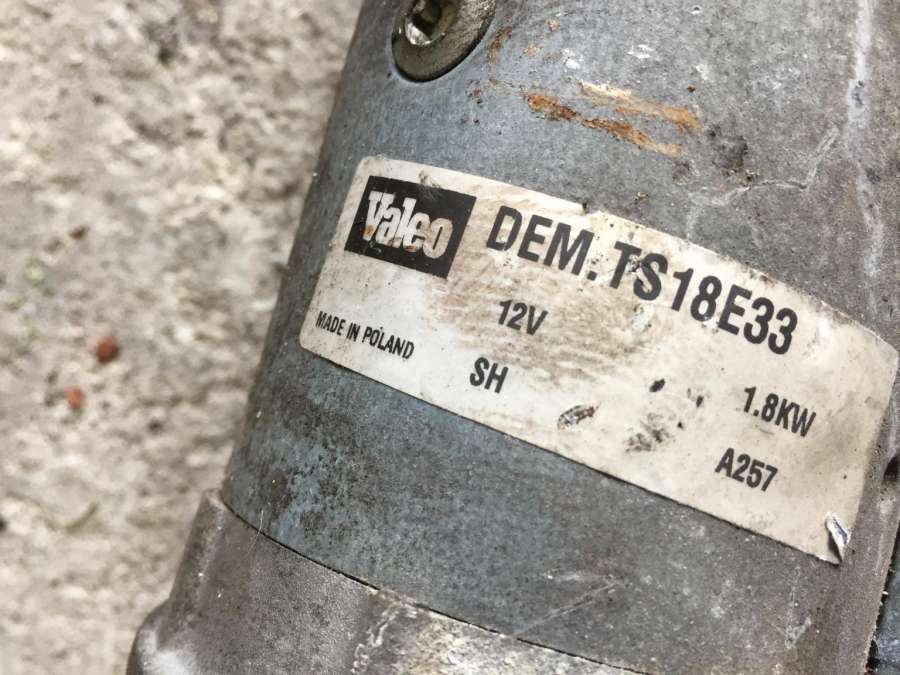 Valeo DEM.TS18E33
12V
MADE IN POLAND
SH
1.8KW
A257